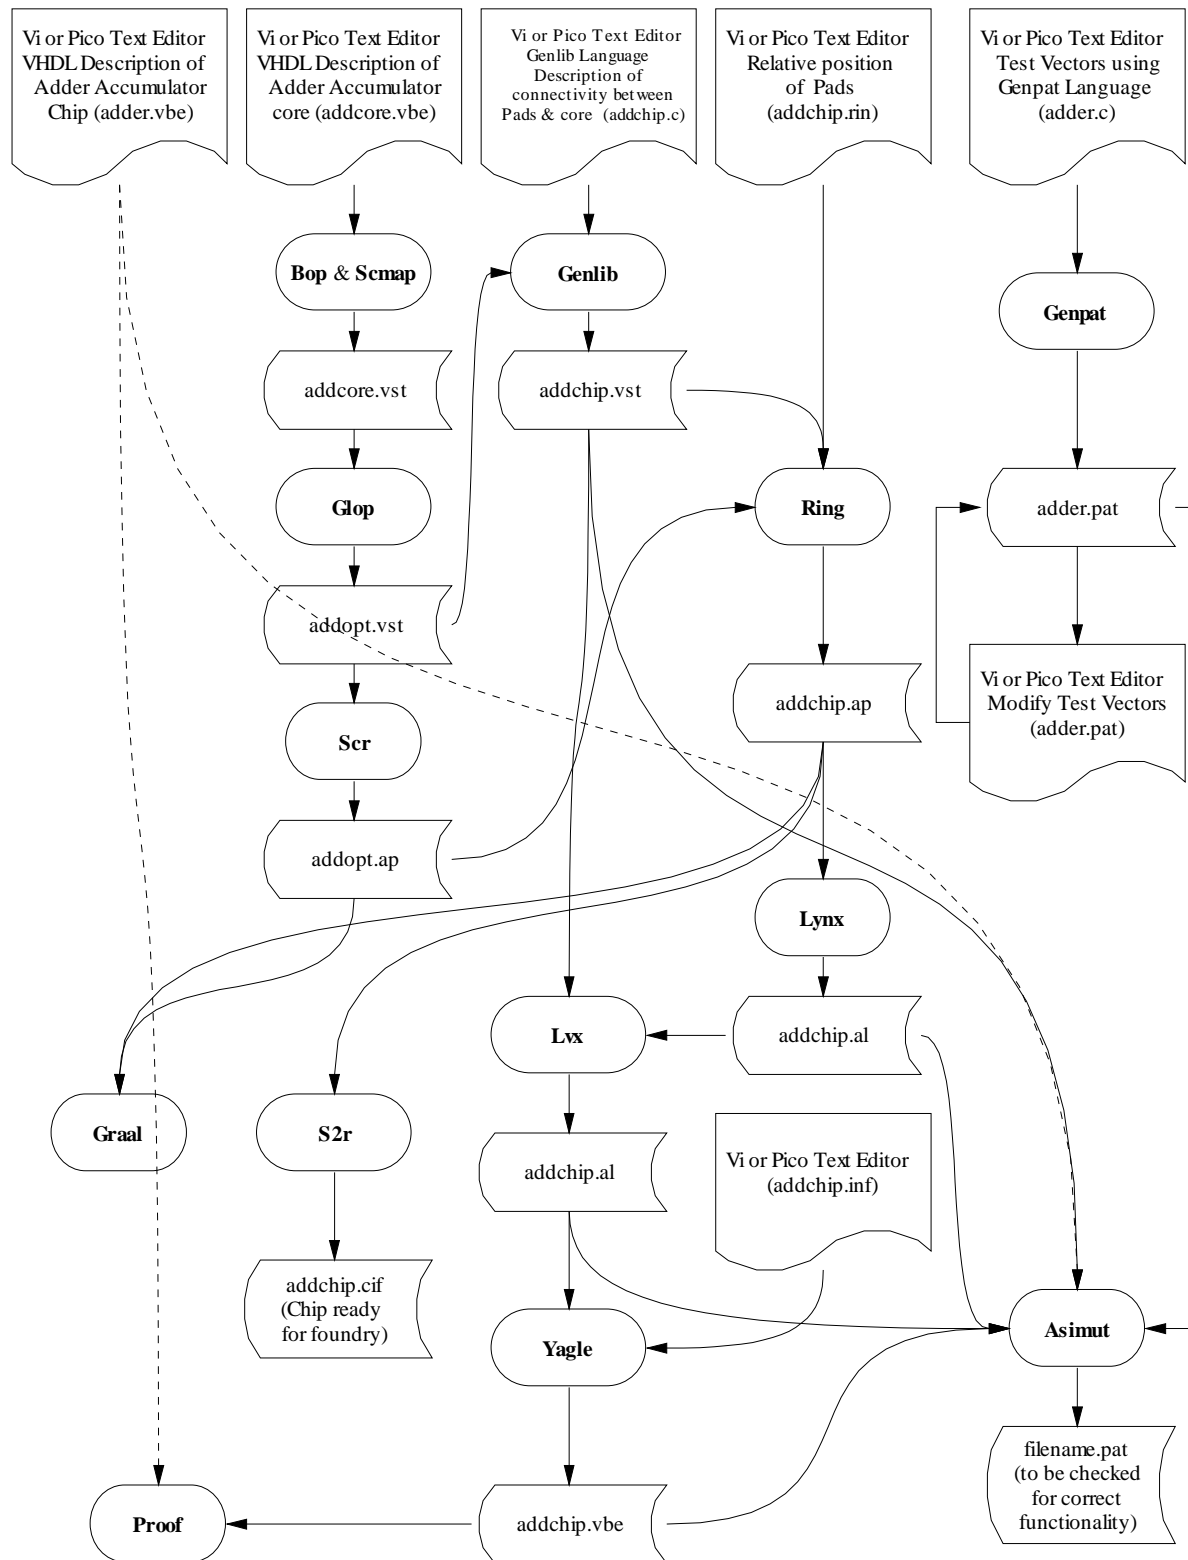 Vi or Pico Text Editor
VHDL Description of
Adder Accumulator
Chip (adder.vbe)
Vi or Pico Text Editor
VHDL Description of
Adder Accumulator
core (addcore.vbe)
Vi or Pico Text Editor
Genlib Language
Description of
connectivity between
Pads & core (addchip.c)
Vi or Pico Text Editor
Relative position
of Pads
(addchip.rin)
Vi or Pico Text Editor
Test Vectors using
Genpat Language
(adder.c)
Bop & Scmap
Genlib
Genpat
addcore.vst
addchip.vst
Glop
Ring
adder.pat
addopt.vst
Vi or Pico Text Editor
Modify Test Vectors
(adder.pat)
addchip.ap
Scr
addopt.ap
Lynx
Lvx
addchip.al
Graal
S2r
addchip.al
Vi or Pico Text Editor
(addchip.inf)
addchip.cif
(Chip ready
for foundry)
Yagle
Asimut
filename.pat
(to be checked
for correct
functionality)
Proof
addchip.vbe